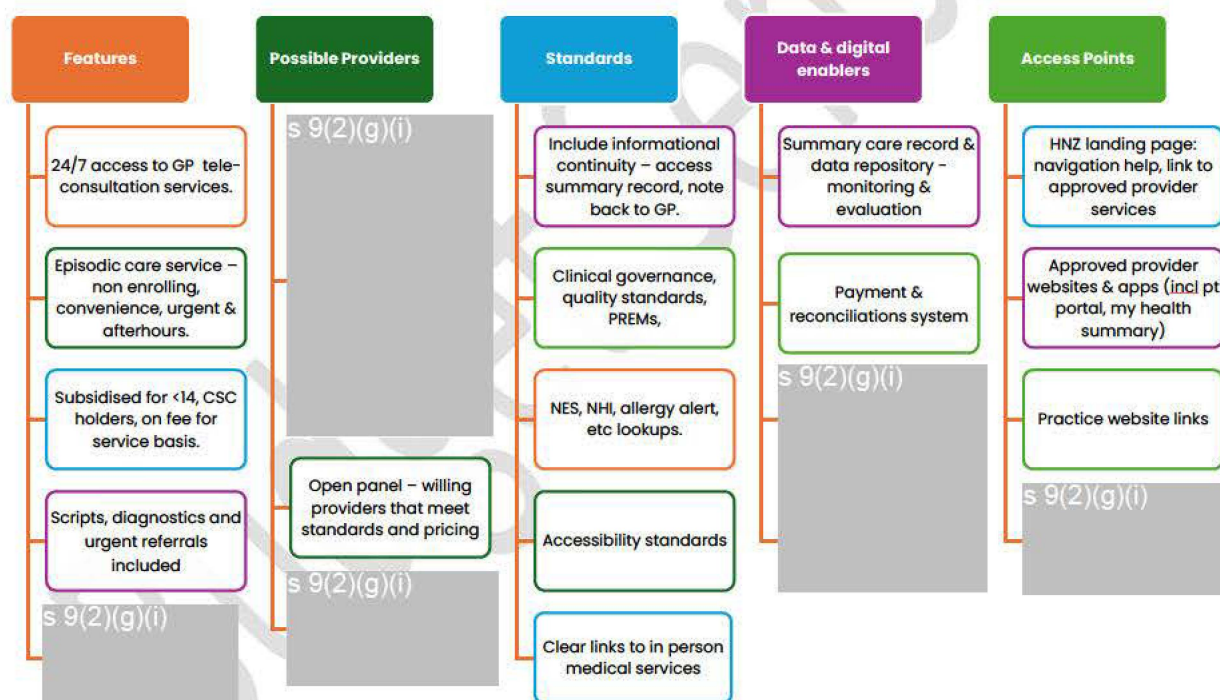 Features
24/7 access to GP tele-
consultation services.
Episodic care service –
non enrolling,
convenience, urgent &
afterhours.
Subsidised for <14, CSC
holders, on fee for
service basis.
Scripts, diagnostics and
urgent referrals
included
s 9(2)(g)(i)
Possible Providers
s 9(2)(g)(i)
Open panel – willing
providers that meet
standards and pricing
s 9(2)(g)(i)
Standards
Include informational
continuity – access
summary record, note
back to GP.
Clinical governance,
quality standards,
PREMs,
NES, NHI, allergy alert,
etc lookups.
Accessibility standards
Clear links to in person
medical services
Data & digital
enablers
Summary care record &
data repository -
monitoring &
evaluation
Payment &
reconciliations system
s 9(2)(g)(i)
Access Points
HNZ landing page:
navigation help, link to
approved provider
services
Approved provider
websites & apps (incl pt
portal, my health
summary)
Practice website links
s 9(2)(g)(i)